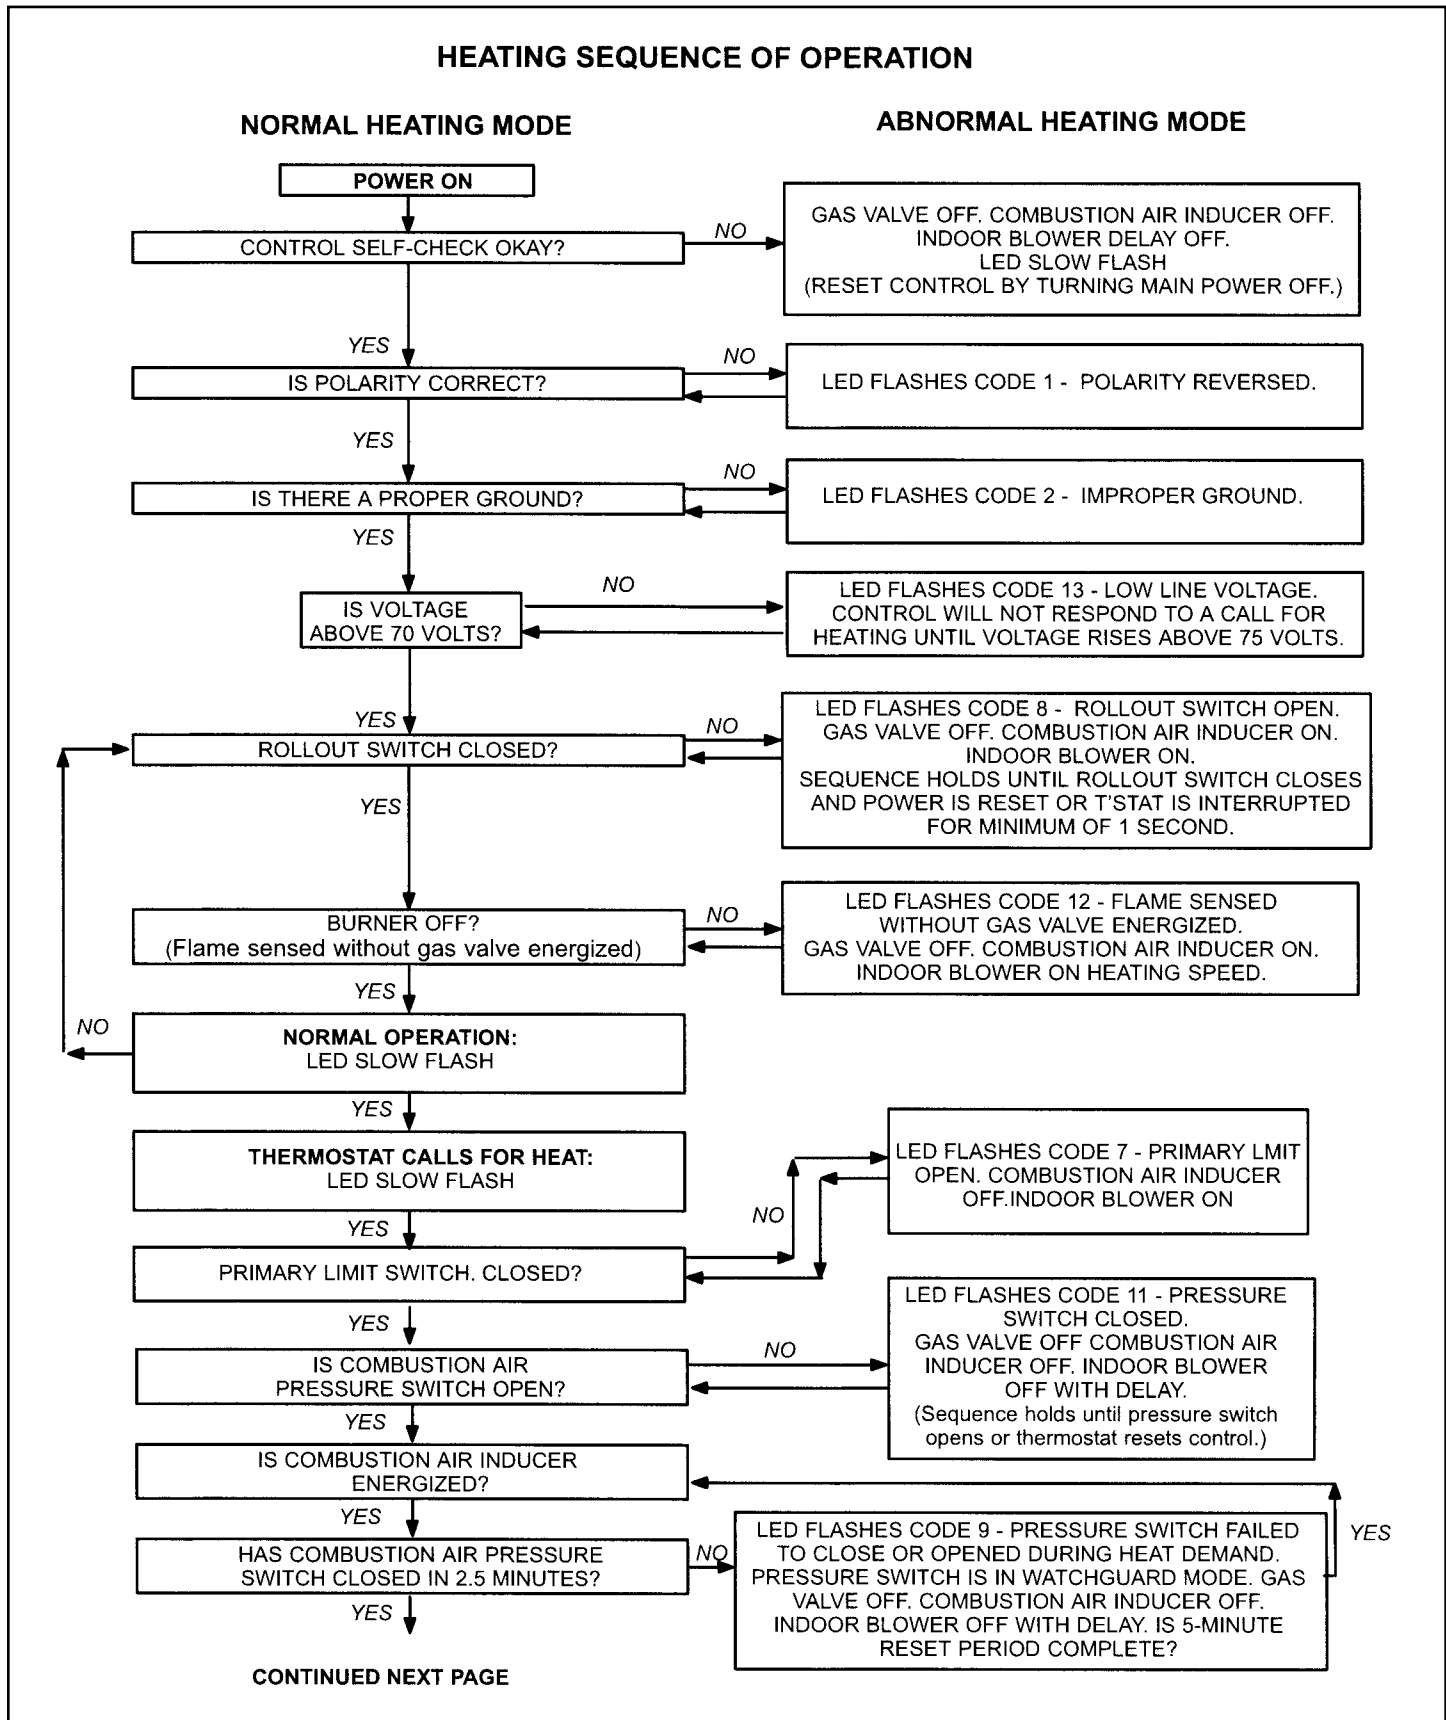 HEATING SEQUENCE OF OPERATION
NORMAL HEATING MODE
ABNORMAL HEATING MODE
POWER ON
CONTROL SELF-CHECK OKAY?
NO
GAS VALVE OFF. COMBUSTION AIR INDUCER OFF.
INDOOR BLOWER DELAY OFF.
LED SLOW FLASH
(RESET CONTROL BY TURNING MAIN POWER OFF.)
YES
IS POLARITY CORRECT?
NO
LED FLASHES CODE 1 - POLARITY REVERSED.
YES
IS THERE A PROPER GROUND?
NO
LED FLASHES CODE 2 - IMPROPER GROUND.
YES
IS VOLTAGE
ABOVE 70 VOLTS?
NO
LED FLASHES CODE 13 - LOW LINE VOLTAGE.
CONTROL WILL NOT RESPOND TO A CALL FOR
HEATING UNTIL VOLTAGE RISES ABOVE 75 VOLTS.
YES
ROLLOUT SWITCH CLOSED?
NO
LED FLASHES CODE 8 - ROLLOUT SWITCH OPEN.
GAS VALVE OFF. COMBUSTION AIR INDUCER ON.
INDOOR BLOWER ON.
SEQUENCE HOLDS UNTIL ROLLOUT SWITCH CLOSES
AND POWER IS RESET OR T'STAT IS INTERRUPTED
FOR MINIMUM OF 1 SECOND.
YES
BURNER OFF?
(Flame sensed without gas valve energized)
NO
LED FLASHES CODE 12 - FLAME SENSED
WITHOUT GAS VALVE ENERGIZED.
GAS VALVE OFF. COMBUSTION AIR INDUCER ON.
INDOOR BLOWER ON HEATING SPEED.
YES
NO
NORMAL OPERATION:
LED SLOW FLASH
YES
THERMOSTAT CALLS FOR HEAT:
LED SLOW FLASH
YES
PRIMARY LIMIT SWITCH. CLOSED?
NO
LED FLASHES CODE 7 - PRIMARY LMIT
OPEN. COMBUSTION AIR INDUCER
OFF.INDOOR BLOWER ON
YES
IS COMBUSTION AIR
PRESSURE SWITCH OPEN?
NO
LED FLASHES CODE 11 - PRESSURE
SWITCH CLOSED.
GAS VALVE OFF COMBUSTION AIR
INDUCER OFF. INDOOR BLOWER
OFF WITH DELAY.
(Sequence holds until pressure switch
opens or thermostat resets control.)
YES
IS COMBUSTION AIR INDUCER
ENERGIZED?
YES
HAS COMBUSTION AIR PRESSURE
SWITCH CLOSED IN 2.5 MINUTES?
NO
LED FLASHES CODE 9 - PRESSURE SWITCH FAILED
TO CLOSE OR OPENED DURING HEAT DEMAND.
PRESSURE SWITCH IS IN WATCHGUARD MODE. GAS
VALVE OFF. COMBUSTION AIR INDUCER OFF.
INDOOR BLOWER OFF WITH DELAY. IS 5-MINUTE
RESET PERIOD COMPLETE?
YES
YES
CONTINUED NEXT PAGE